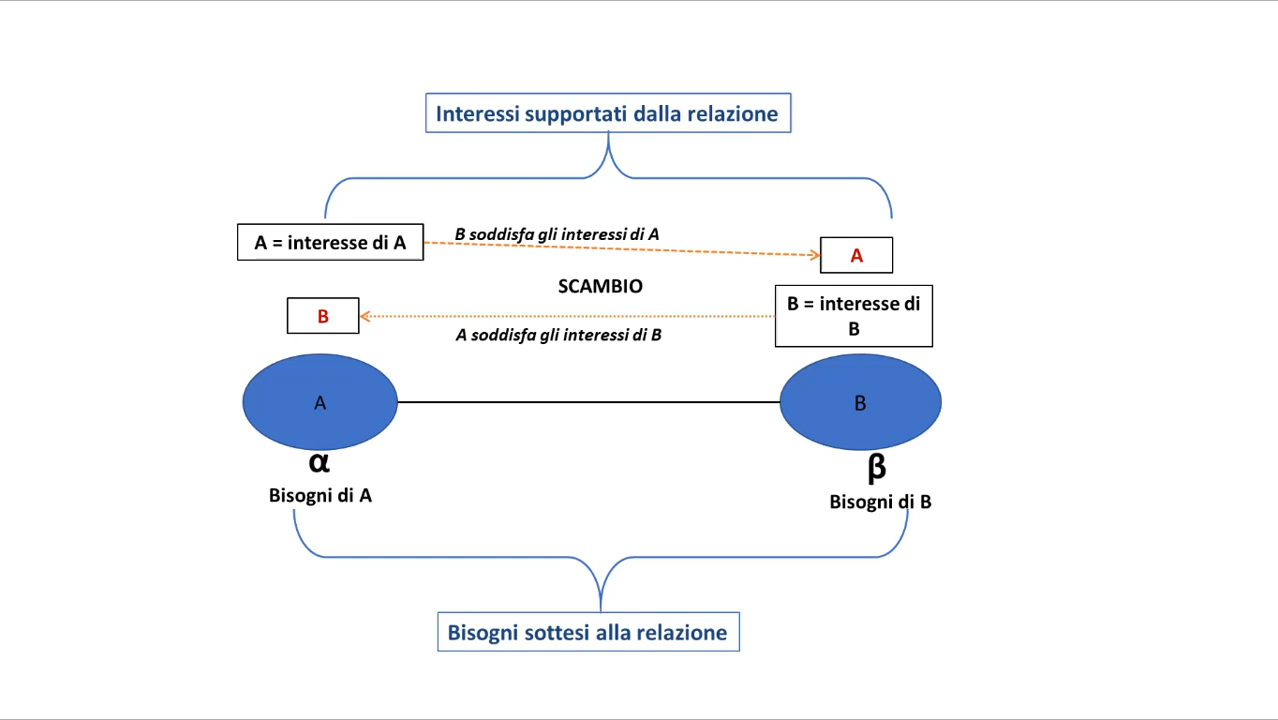 Interessi supportati dalla relazione
A = interesse di A
B soddisfa gli interessi di A
A
SCAMBIO
B = interesse di
B
B
A soddisfa gli interessi di B
A
B
α
β
Bisogni di A
Bisogni di B
Bisogni sottesi alla relazione